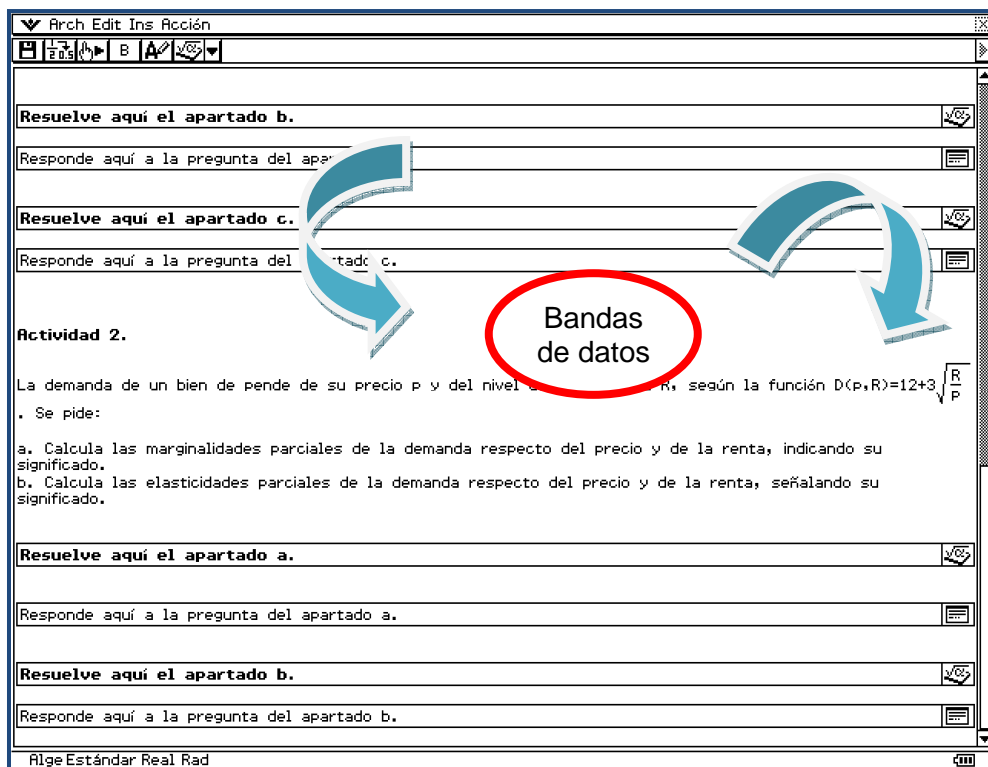 Arch Edit Ins Acción
B
Resuelve aquí el apartado b.
Responde aquí a la pregunta del
Resuelve aquí el apartado c.
Responde aquí a la pregunta del c.
Bandas
de datos
Actividad 2.
La demanda de un bien de pende de su precio p y del nivel R, según la función D(p,R)=12+3√(R/P)
. Se pide:
a. Calcula las marginalidades parciales de la demanda respecto del precio y de la renta, indicando su
significado.
b. Calcula las elasticidades parciales de la demanda respecto del precio y de la renta, señalando su
significado.
Resuelve aquí el apartado a.
Responde aquí a la pregunta del apartado a.
Resuelve aquí el apartado b.
Responde aquí a la pregunta del apartado b.
Alge Estándar Real Rad